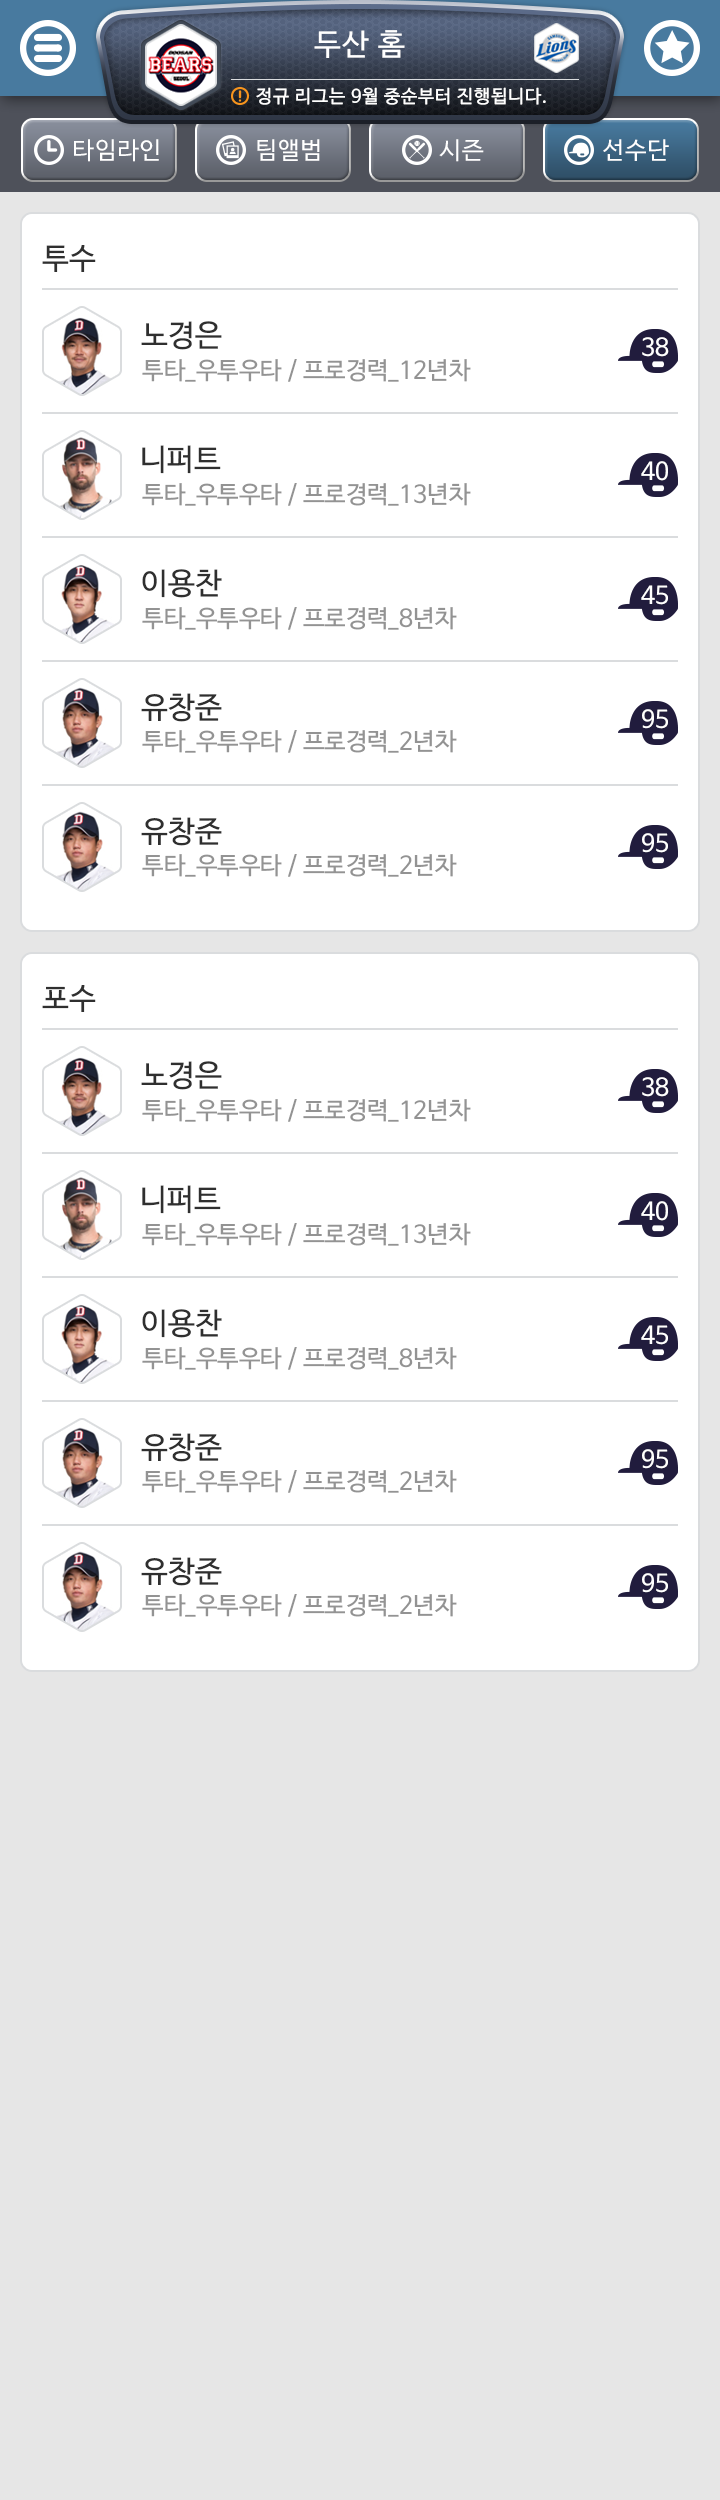 두산 홈
DOOSAN
BEARS
SEOUL
SAMSUNG
Lions
정규 리그는 9월 중순부터 진행됩니다.
타임라인
팀앨범
시즌
선수단
투수
노경은
투타_우투우타 / 프로경력_12년차
38
니퍼트
투타_우투우타 / 프로경력_13년차
40
이용찬
투타_우투우타 / 프로경력_8년차
45
유창준
투타_우투우타 / 프로경력_2년차
95
유창준
투타_우투우타 / 프로경력_2년차
95
포수
노경은
투타_우투우타 / 프로경력_12년차
38
니퍼트
투타_우투우타 / 프로경력_13년차
40
이용찬
투타_우투우타 / 프로경력_8년차
45
유창준
투타_우투우타 / 프로경력_2년차
95
유창준
투타_우투우타 / 프로경력_2년차
95